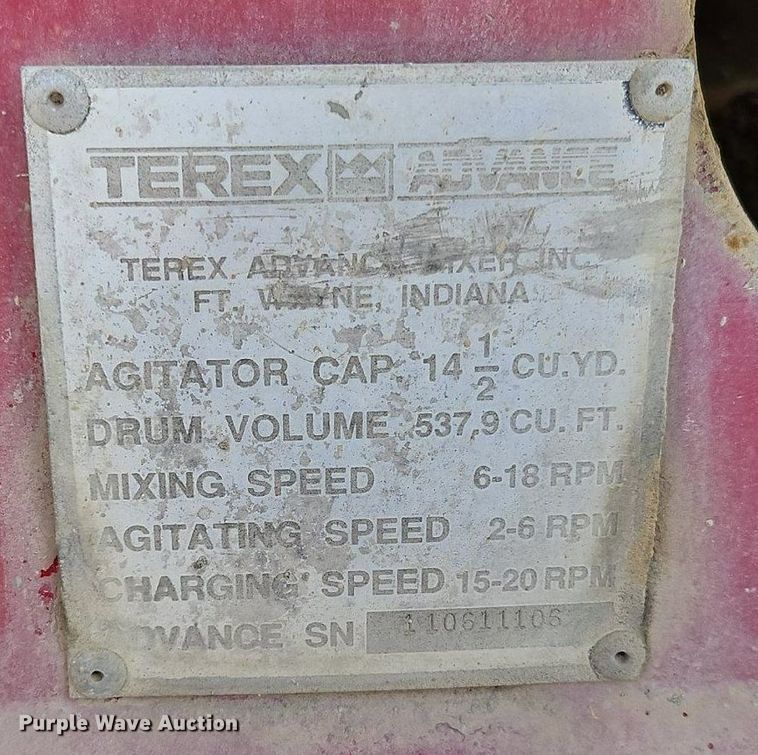 TEREX ADVANCE
TEREX ADVANCE MIXER INC
FT. WAYNE, INDIANA
AGITATOR CAP. 14 1/2 CU.YD.
DRUM VOLUME 537.9 CU.FT.
MIXING SPEED 6-18 RPM
AGITATING SPEED 2-6 RPM
CHARGING SPEED 15-20 RPM
ADVANCE SN 110611106
Purple Wave Auction